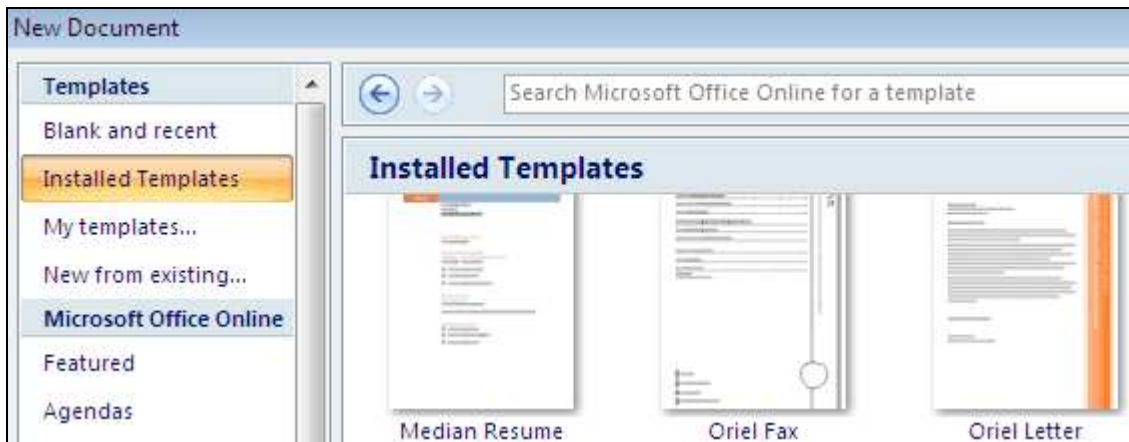 New Document
Templates
Blank and recent
Installed Templates
My templates...
New from existing...
Microsoft Office Online
Featured
Agendas
Search Microsoft Office Online for a template
Installed Templates
Median Resume
Oriel Fax
Oriel Letter